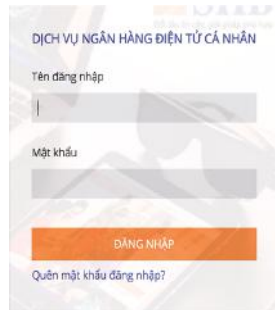 SHB
DỊCH VỤ NGÂN HÀNG ĐIỆN TỬ CÁ NHÂN
Tên đăng nhập
Mật khẩu
ĐĂNG NHẬP
Quên mật khẩu đăng nhập?